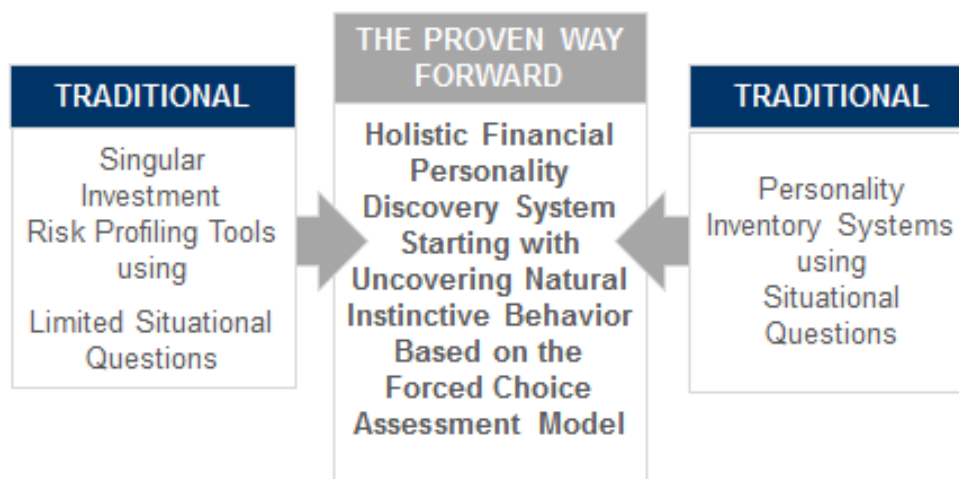 TRADITIONAL
Singular
Investment
Risk Profiling Tools
using
Limited Situational
Questions
THE PROVEN WAY
FORWARD
Holistic Financial
Personality
Discovery System
Starting with
Uncovering Natural
Instinctive Behavior
Based on the
Forced Choice
Assessment Model
TRADITIONAL
Personality
Inventory Systems
using
Situational
Questions